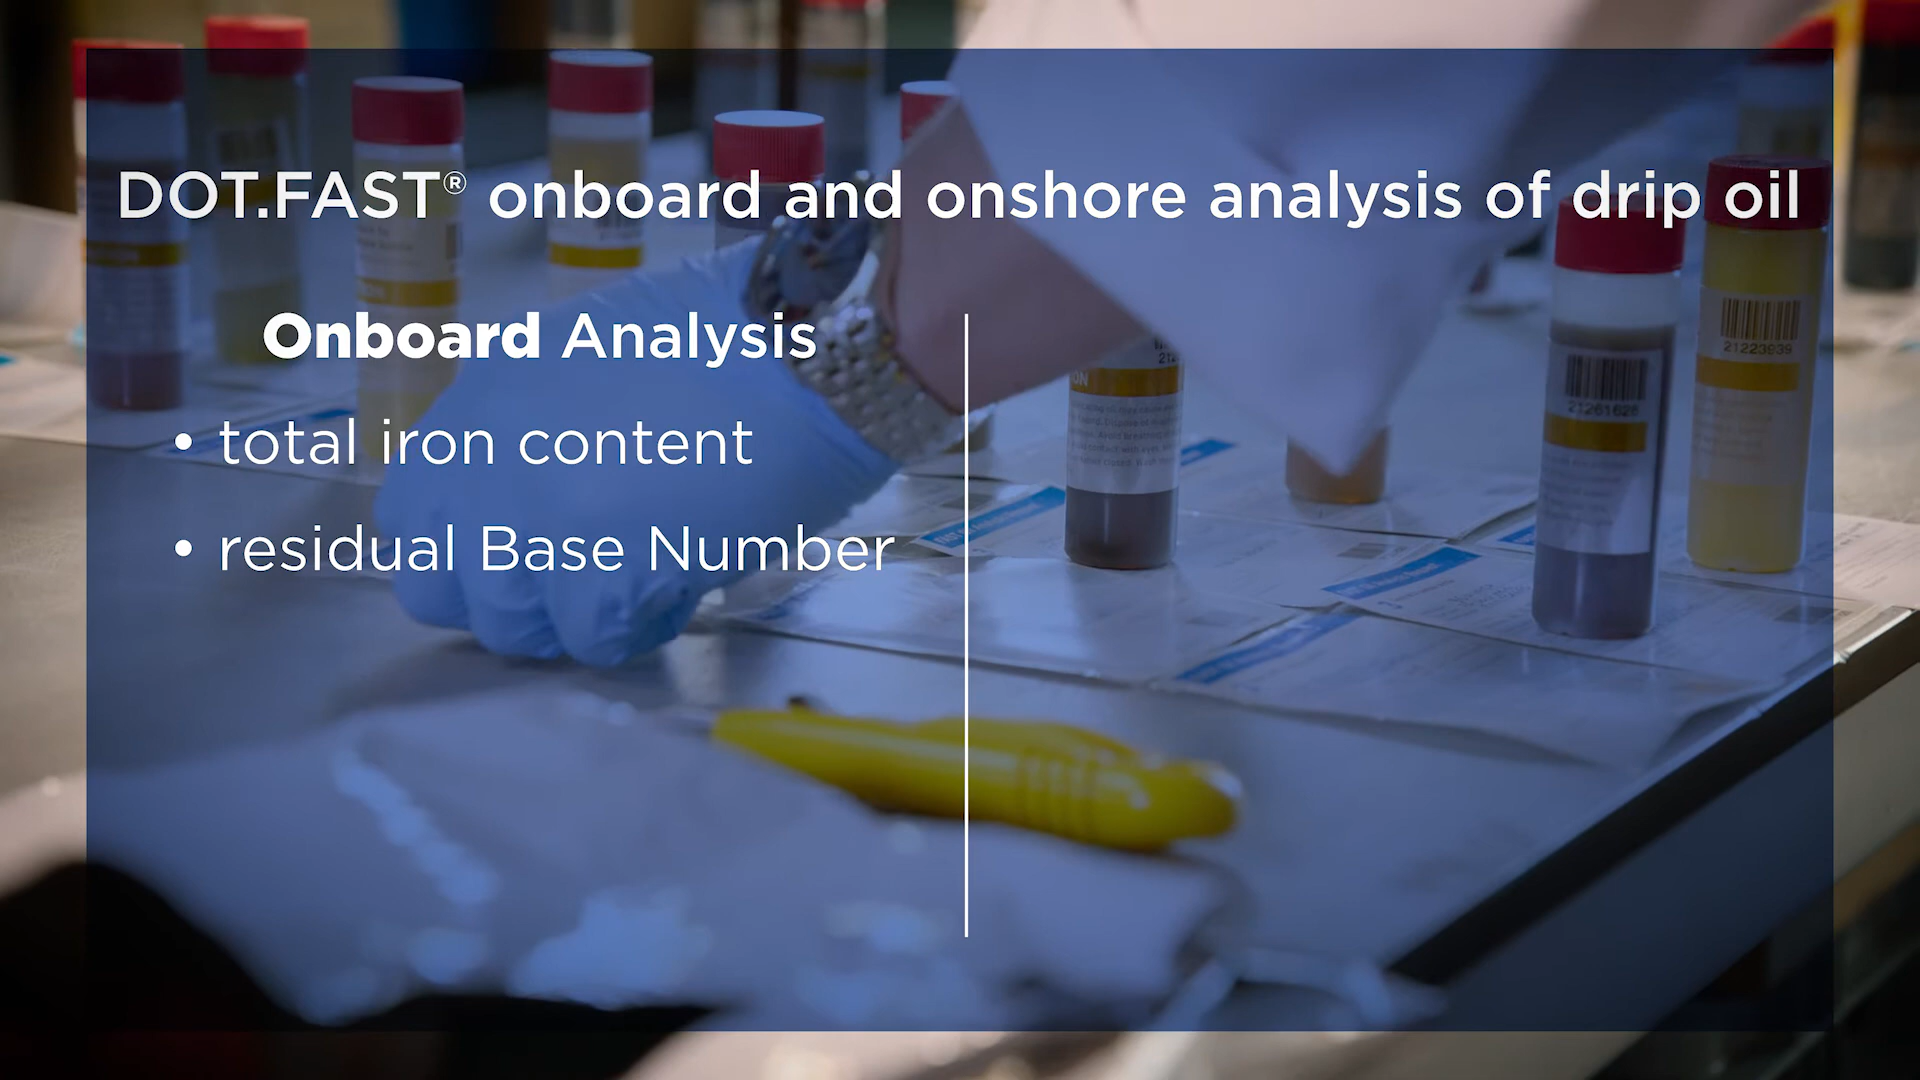 DOT.FAST® onboard and onshore analysis of drip oil
Onboard Analysis
• total iron content
• residual Base Number
21223939
21261626